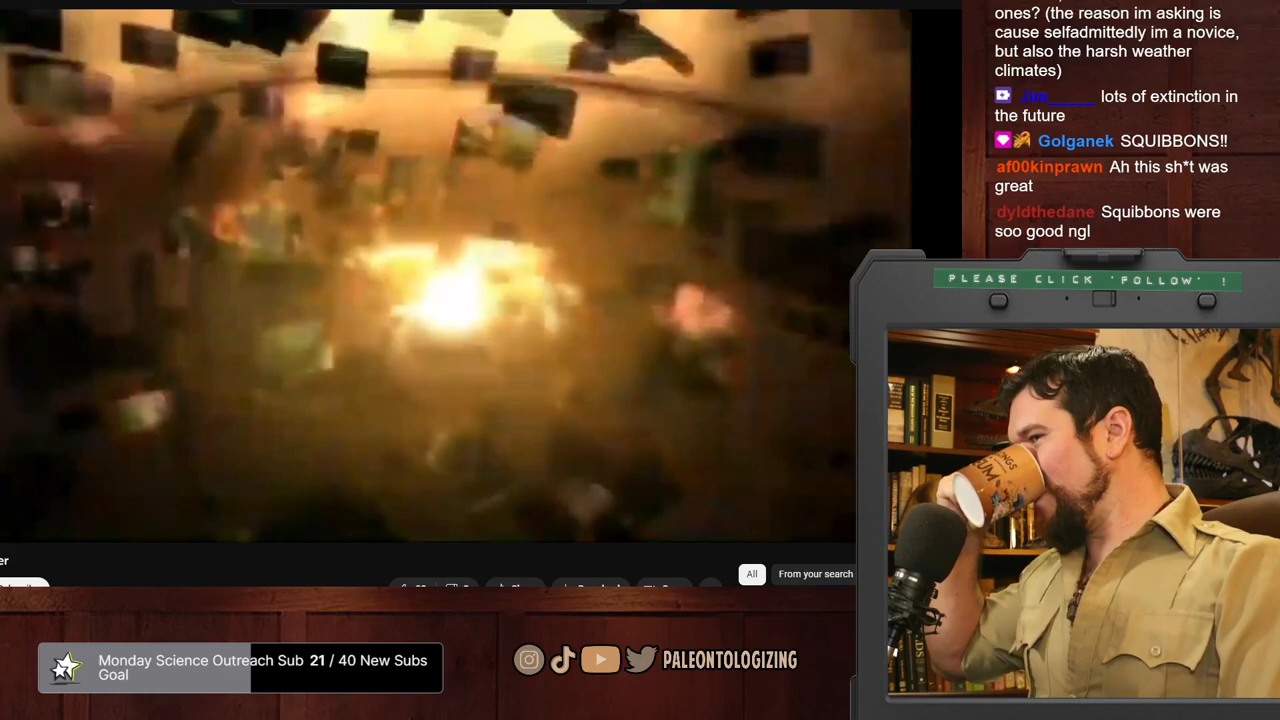 ones? (the reason im asking is
cause selfadmittedly im a novice,
but also the harsh weather
climates)
Jim_____ lots of extinction in
the future
Golganek SQUIBBONS!!
af00kinprawn Ah this sh*t was
great
dyldthedane Squibbons were
soo good ngl
PLEASE CLICK "FOLLOW" !
er
All
From your search
Monday Science Outreach Sub 21 / 40 New Subs
Goal
PALEONTOLOGIZING